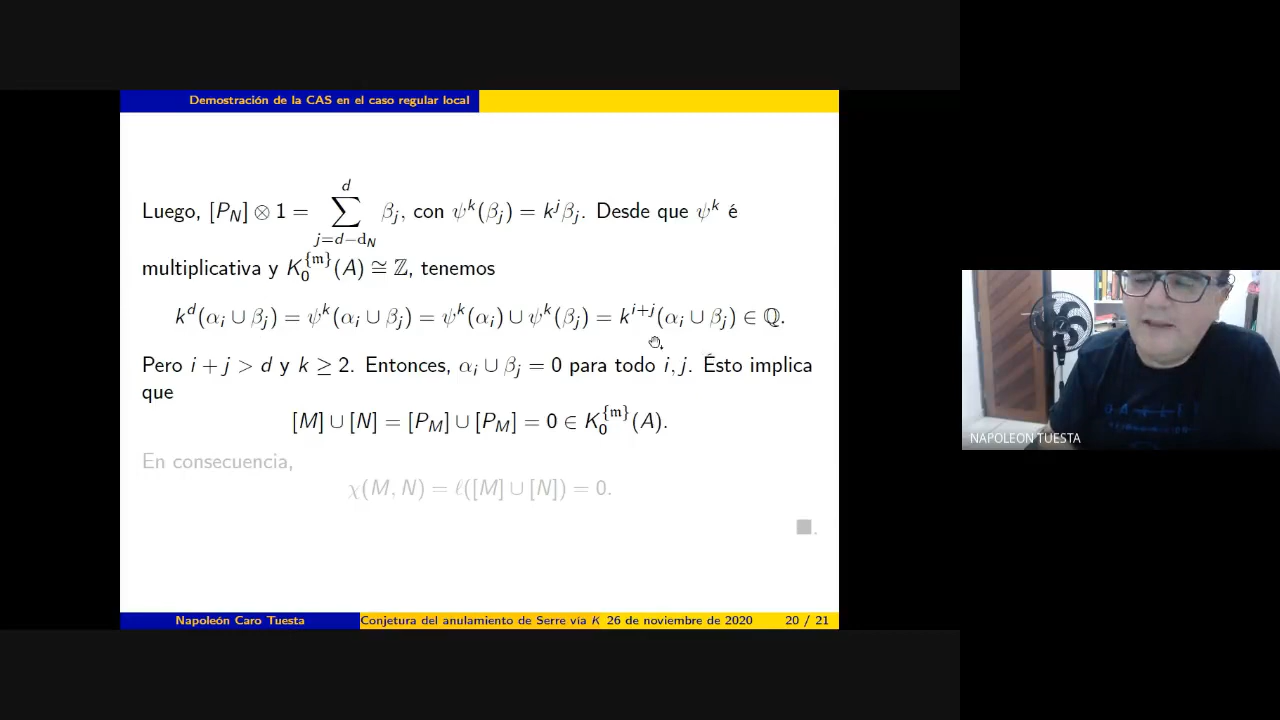 Demostración de la CAS en el caso regular local
Luego, [P_N] ⊗ 1 = ∑_{j=d−d_N}^{d} β_j, con ψ^k(β_j) = k^jβ_j. Desde que ψ^k é
multiplicativa y K_0^{{𝔪}}(A) ≅ ℤ, tenemos
k^d(α_i ∪ β_j) = ψ^k(α_i ∪ β_j) = ψ^k(α_i) ∪ ψ^k(β_j) = k^{i+j}(α_i ∪ β_j) ∈ ℚ.
Pero i + j > d y k ≥ 2. Entonces, α_i ∪ β_j = 0 para todo i, j. Ésto implica
que
[M] ∪ [N] = [P_M] ∪ [P_M] = 0 ∈ K_0^{{𝔪}}(A).
En consecuencia,
χ(M, N) = ℓ([M] ∪ [N]) = 0.
■.
NAPOLEON TUESTA
Napoleón Caro Tuesta
Conjetura del anulamiento de Serre vía K 26 de noviembre de 2020 20 / 21